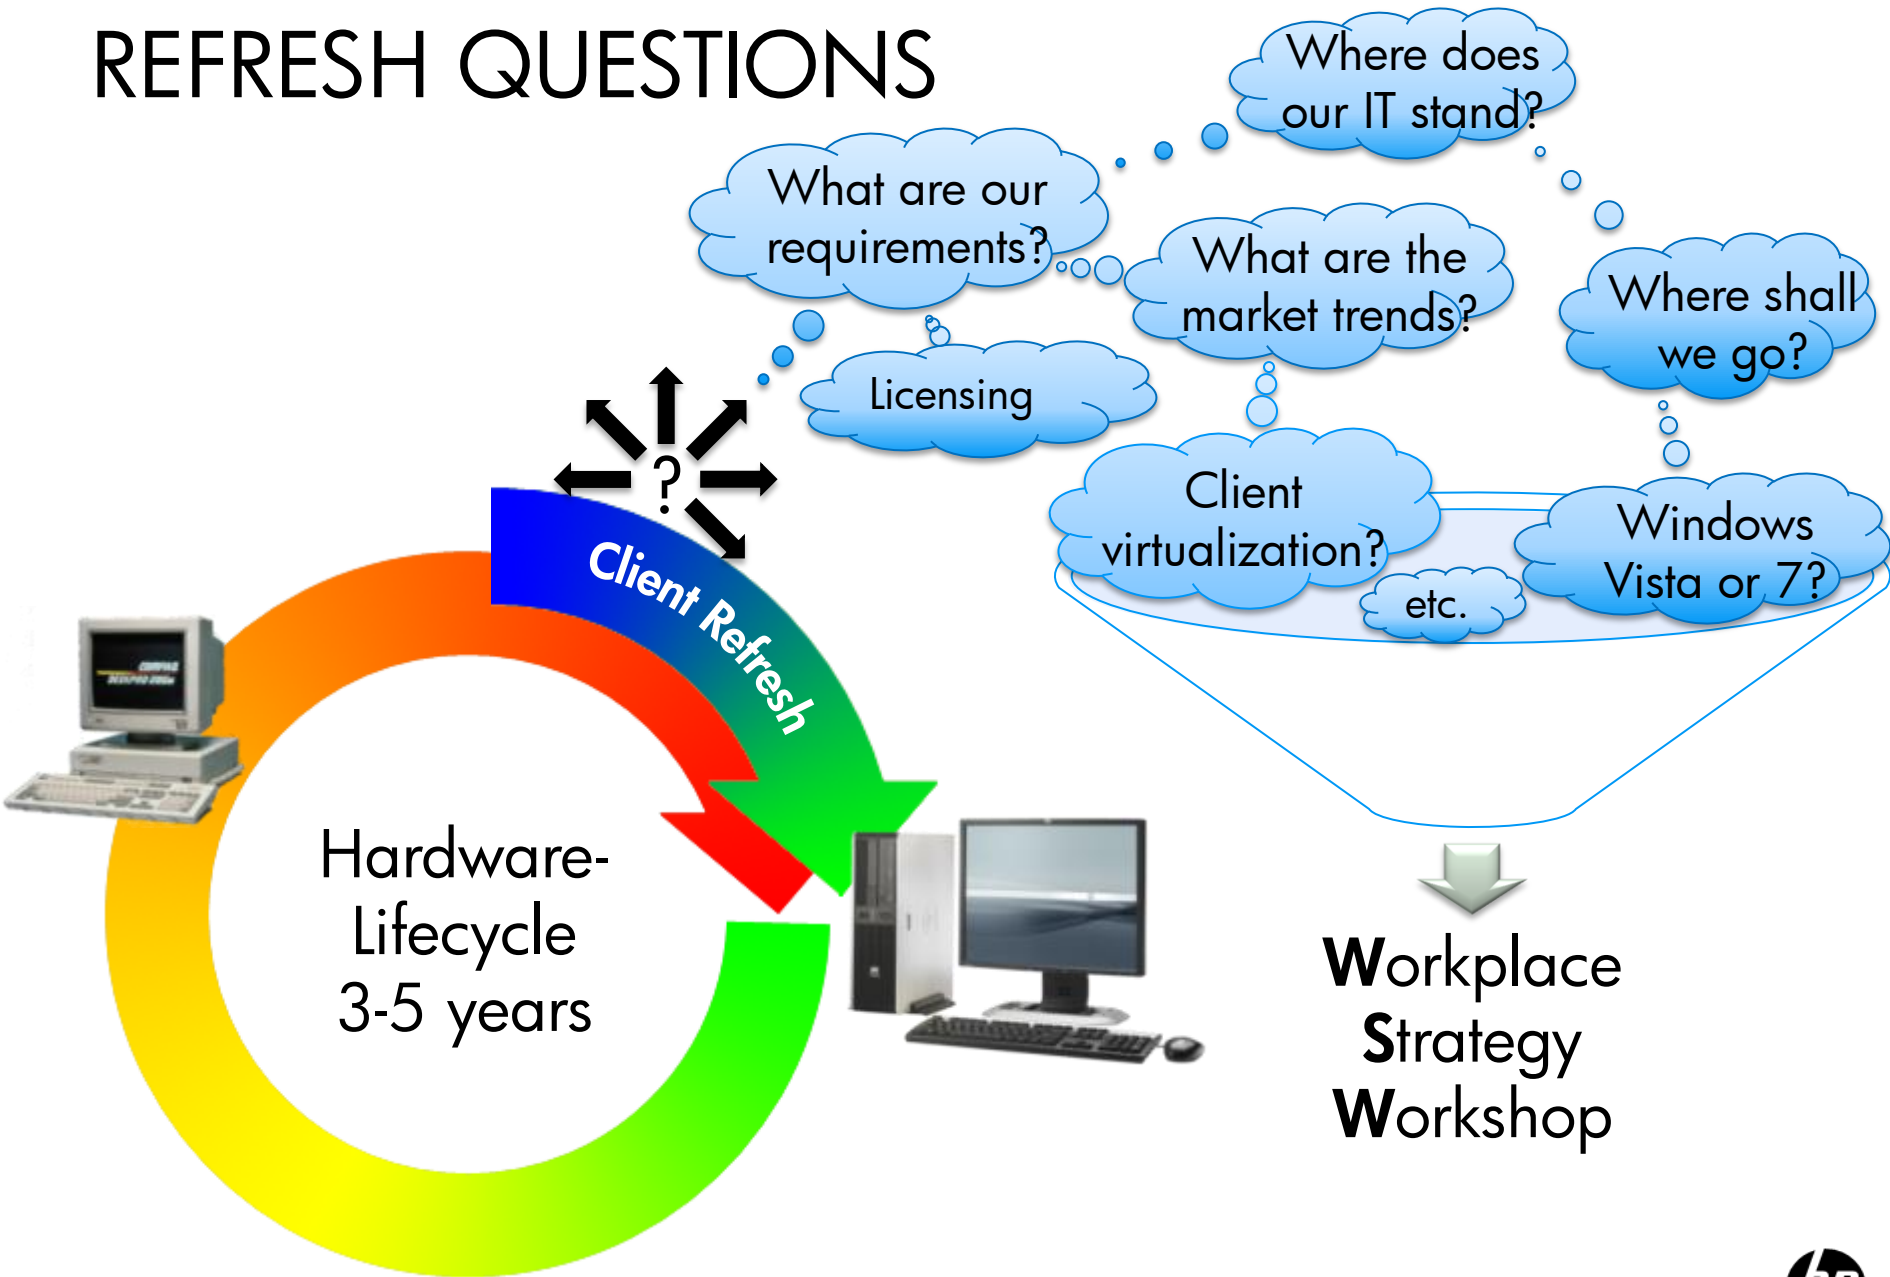 REFRESH QUESTIONS
Where does
our IT stand?
What are our
requirements?
What are the
market trends?
Where shall
we go?
Licensing
?
Client
virtualization?
Windows
Vista or 7?
etc.
Client Refresh
COMPAQ
Hardware-
Lifecycle
3-5 years
Workplace
Strategy
Workshop
hp